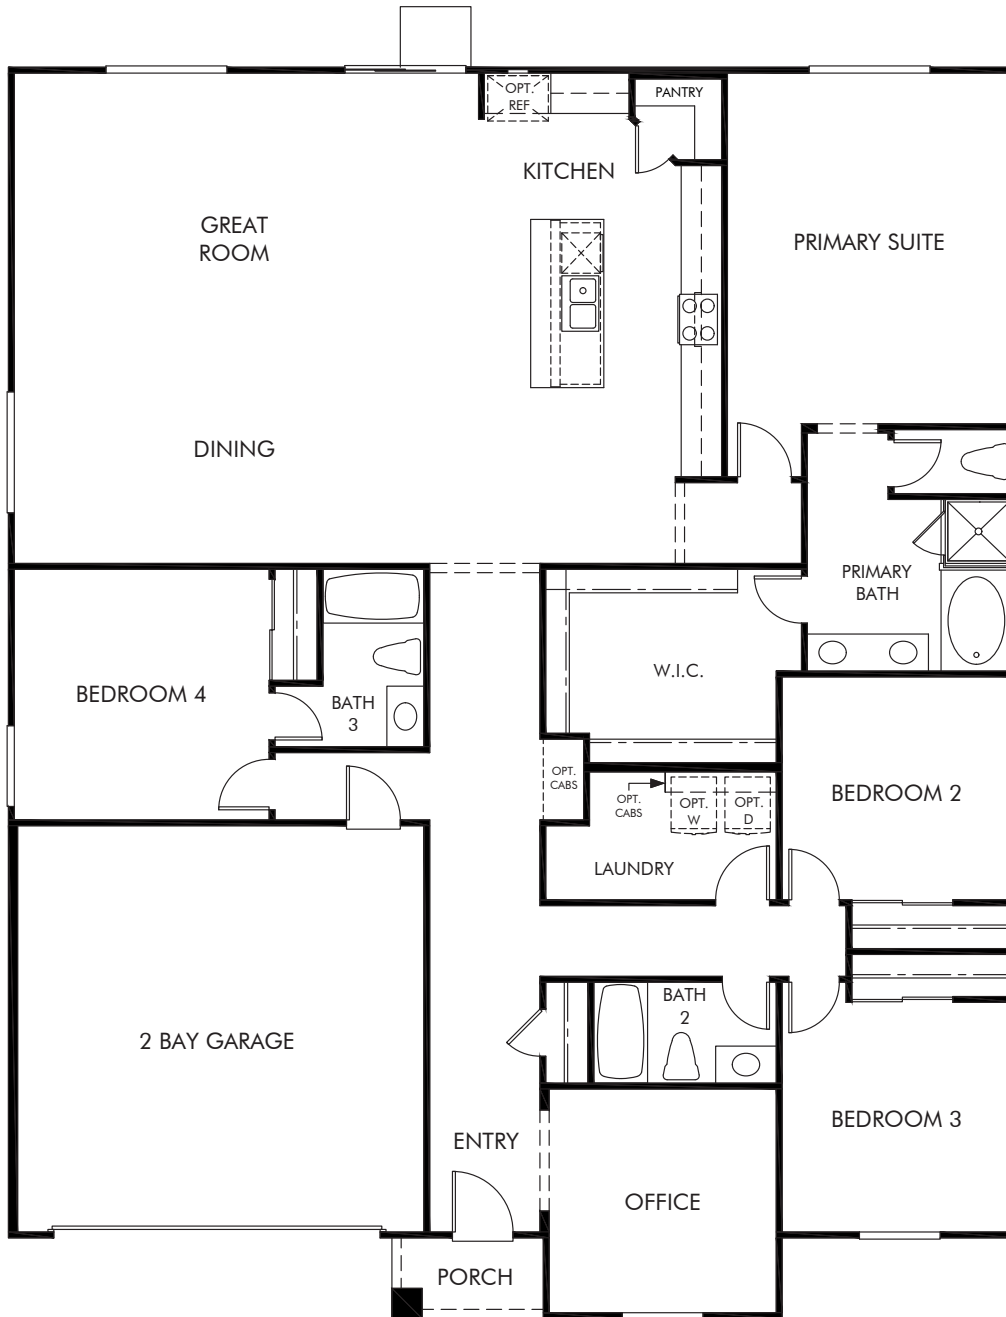 OPT.
REF
PANTRY
KITCHEN
GREAT
ROOM
PRIMARY SUITE
DINING
PRIMARY
BATH
W.I.C.
BEDROOM 4
BATH
3
OPT.
CABS
OPT.
CABS
OPT.
W
OPT.
D
BEDROOM 2
LAUNDRY
BATH
2
2 BAY GARAGE
BEDROOM 3
ENTRY
OFFICE
PORCH